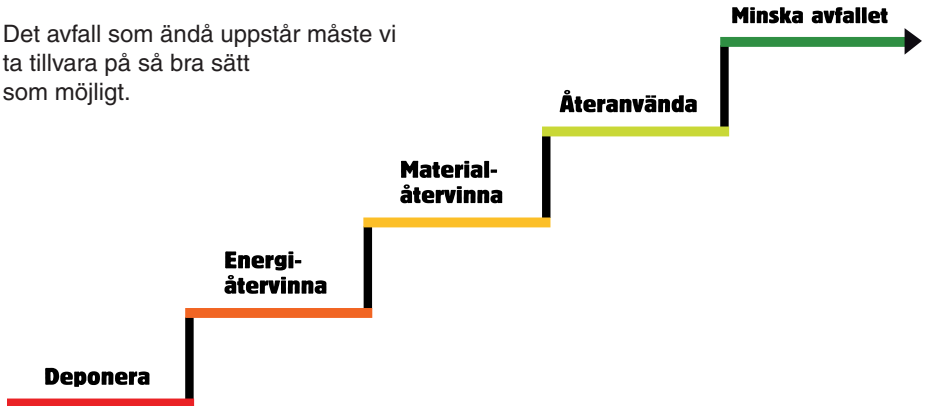 Det avfall som ändå uppstår måste vi
ta tillvara på så bra sätt
som möjligt.
Minska avfallet
Återanvända
Material-
återvinna
Energi-
återvinna
Deponera